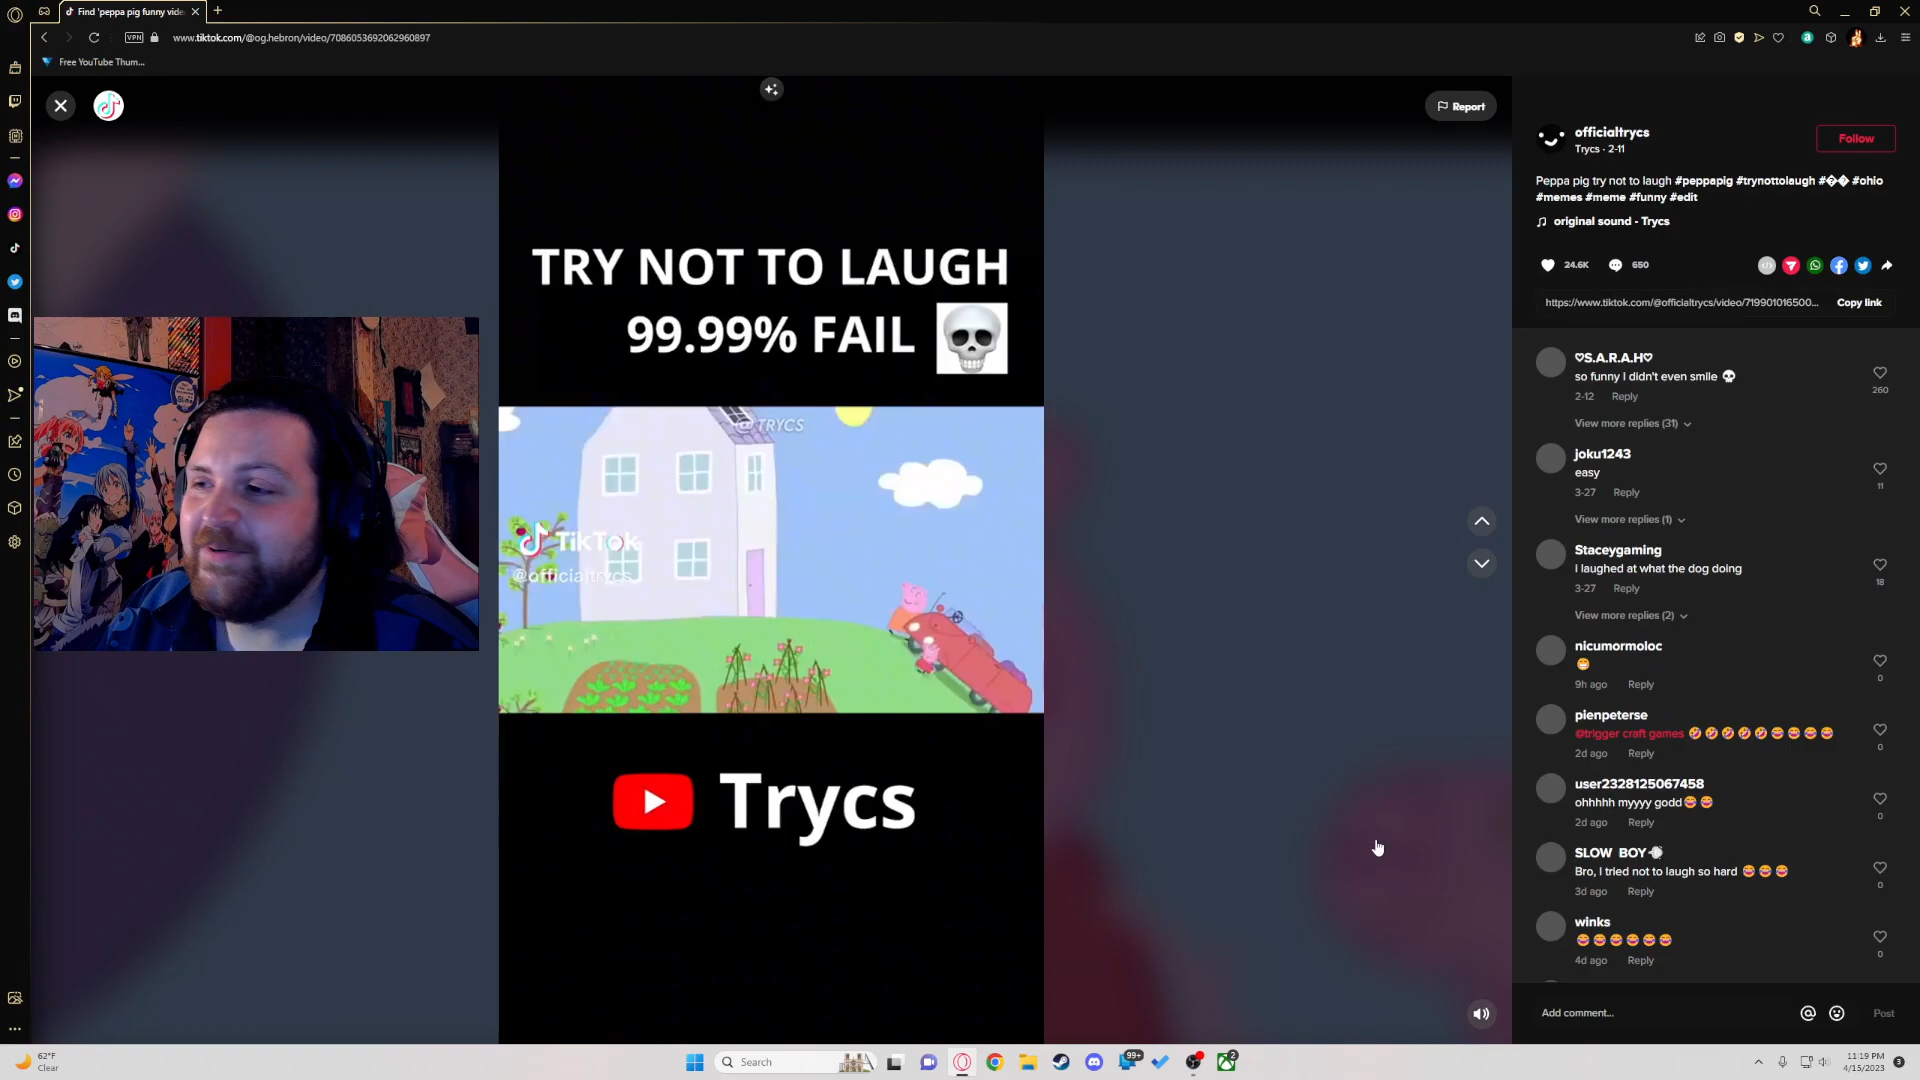 Find 'peppa pig funny vide
VPN
www.tiktok.com/@og.hebron/video/7086053692062960897
Free YouTube Thum...
Report
TRY NOT TO LAUGH
99.99% FAIL
@TRYCS
TikTok
@officialtrycs
Trycs
officialtrycs
Trycs · 2-11
Follow
Peppa pig try not to laugh #peppapig #trynottolaugh #�� #ohio
#memes #meme #funny #edit
original sound - Trycs
24.6K
650
https://www.tiktok.com/@officialtrycs/video/719901016500...
Copy link
♡S.A.R.A.H♡
so funny I didn't even smile 💀
260
2-12 Reply
View more replies (31)
joku1243
easy
11
3-27 Reply
View more replies (1)
Staceygaming
I laughed at what the dog doing
18
3-27 Reply
View more replies (2)
nicumormoloc
😁
0
9h ago Reply
pienpeterse
@trigger craft games 🤣🤣🤣🤣🤣😂😂😂😂
0
2d ago Reply
user2328125067458
ohhhhh myyyy godd😂😂
0
2d ago Reply
SLOW BOY💨
Bro, I tried not to laugh so hard 😂😂😂
0
3d ago Reply
winks
😂😂😂😂😂😂
0
4d ago Reply
Add comment...
Post
62°F
Clear
Search
99+
2
11:19 PM
4/15/2023
3